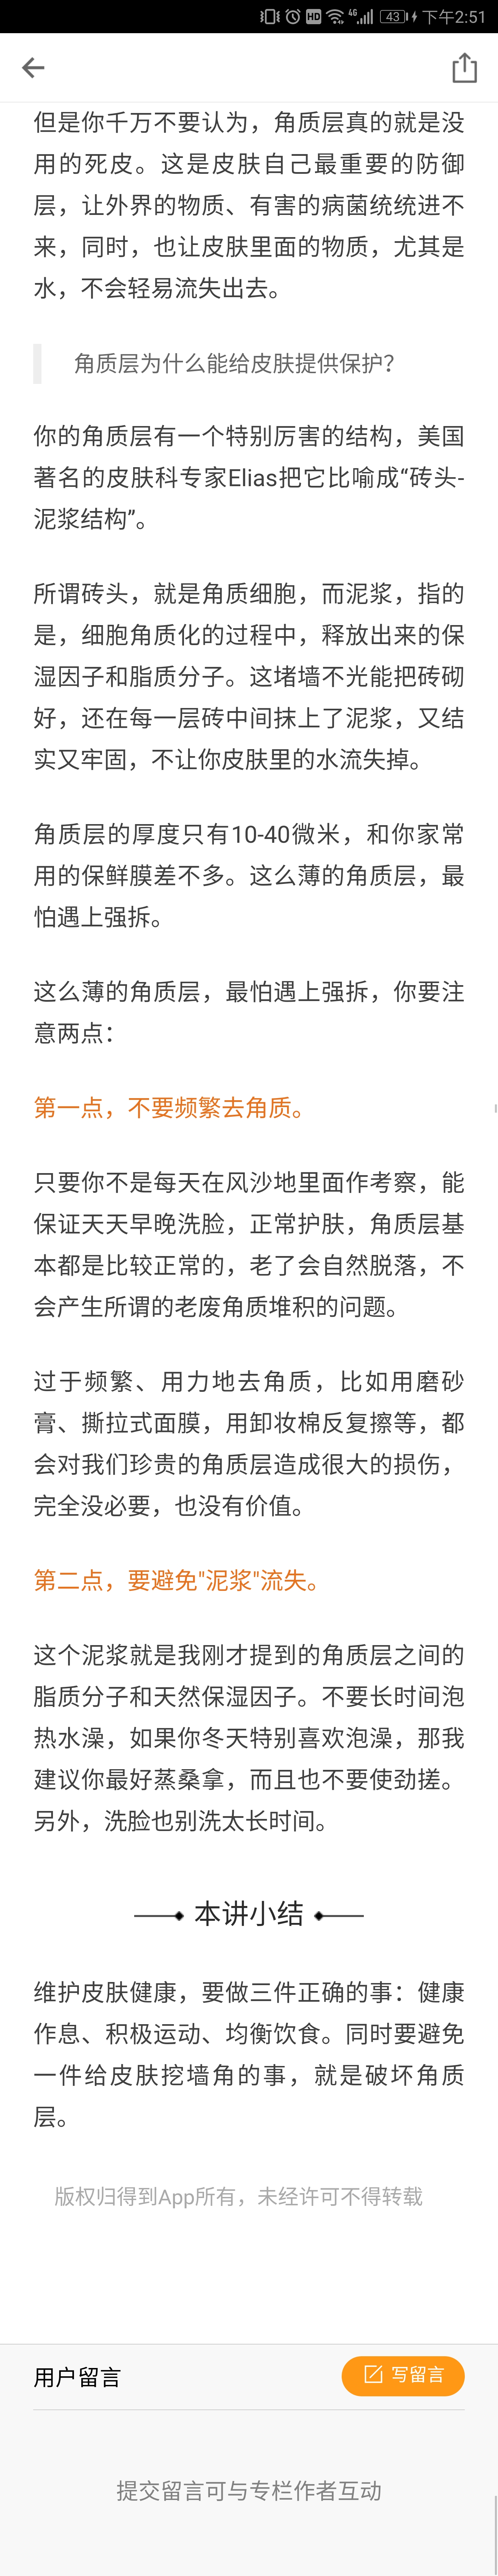 HD 4G 43 下午2:51
但是你千万不要认为，角质层真的就是没
用的死皮。这是皮肤自己最重要的防御
层，让外界的物质、有害的病菌统统进不
来，同时，也让皮肤里面的物质，尤其是
水，不会轻易流失出去。
角质层为什么能给皮肤提供保护？
你的角质层有一个特别厉害的结构，美国
著名的皮肤科专家Elias把它比喻成“砖头-
泥浆结构”。
所谓砖头，就是角质细胞，而泥浆，指的
是，细胞角质化的过程中，释放出来的保
湿因子和脂质分子。这堵墙不光能把砖砌
好，还在每一层砖中间抹上了泥浆，又结
实又牢固，不让你皮肤里的水流失掉。
角质层的厚度只有10-40微米，和你家常
用的保鲜膜差不多。这么薄的角质层，最
怕遇上强拆。
这么薄的角质层，最怕遇上强拆，你要注
意两点：
第一点，不要频繁去角质。
只要你不是每天在风沙地里面作考察，能
保证天天早晚洗脸，正常护肤，角质层基
本都是比较正常的，老了会自然脱落，不
会产生所谓的老废角质堆积的问题。
过于频繁、用力地去角质，比如用磨砂
膏、撕拉式面膜，用卸妆棉反复擦等，都
会对我们珍贵的角质层造成很大的损伤，
完全没必要，也没有价值。
第二点，要避免"泥浆"流失。
这个泥浆就是我刚才提到的角质层之间的
脂质分子和天然保湿因子。不要长时间泡
热水澡，如果你冬天特别喜欢泡澡，那我
建议你最好蒸桑拿，而且也不要使劲搓。
另外，洗脸也别洗太长时间。
本讲小结
维护皮肤健康，要做三件正确的事：健康
作息、积极运动、均衡饮食。同时要避免
一件给皮肤挖墙角的事，就是破坏角质
层。
版权归得到App所有，未经许可不得转载
用户留言 写留言
提交留言可与专栏作者互动